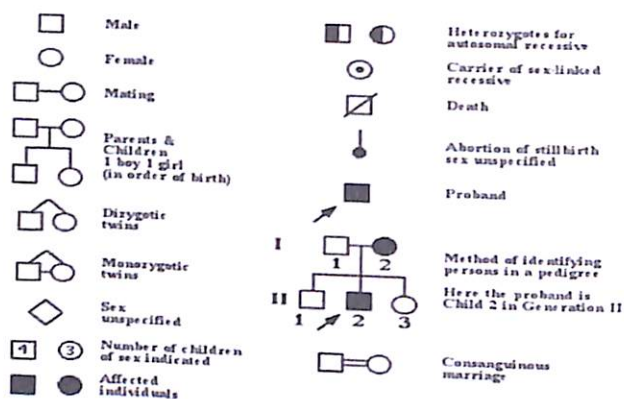 Male
Female
Mating
Parents &
Children
1 boy 1 girl
(in order of birth)
Dizygotic
twins
Monozygotic
twins
Sex
unspecified
4 3 Number of children
of sex indicated
Affected
individuals
Heterozygotes for
autosomal recessive
Carrier of sex-linked
recessive
Death
Abortion of stillbirth
sex unspecified
Proband
I
1 2
Method of identifying
persons in a pedigree
II
1 2 3
Here the proband is
Child 2 in Generation II
Consanguinous
marriage